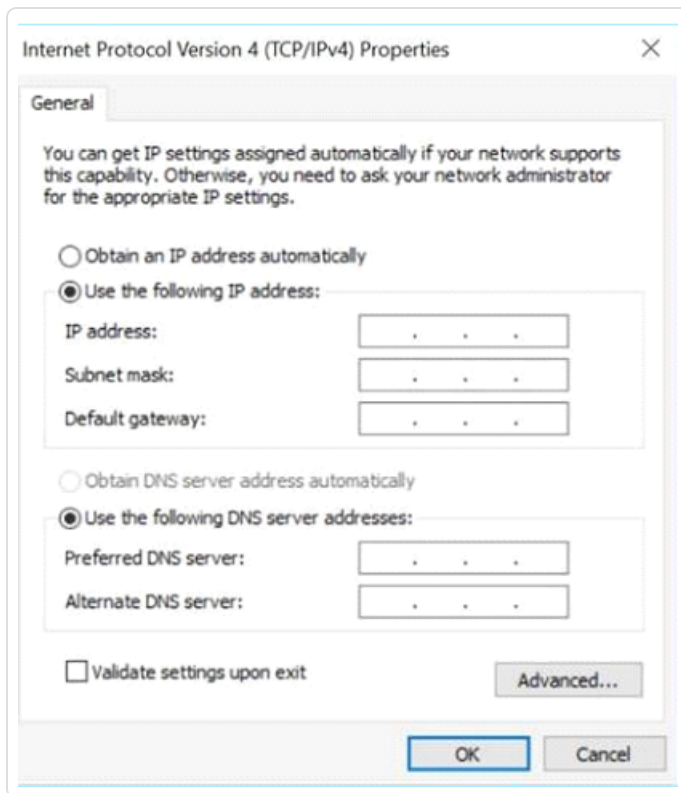 Internet Protocol Version 4 (TCP/IPv4) Properties
General
You can get IP settings assigned automatically if your network supports
this capability. Otherwise, you need to ask your network administrator
for the appropriate IP settings.
Obtain an IP address automatically
Use the following IP address:
IP address:
Subnet mask:
Default gateway:
Obtain DNS server address automatically
Use the following DNS server addresses:
Preferred DNS server:
Alternate DNS server:
Validate settings upon exit
Advanced...
OK
Cancel